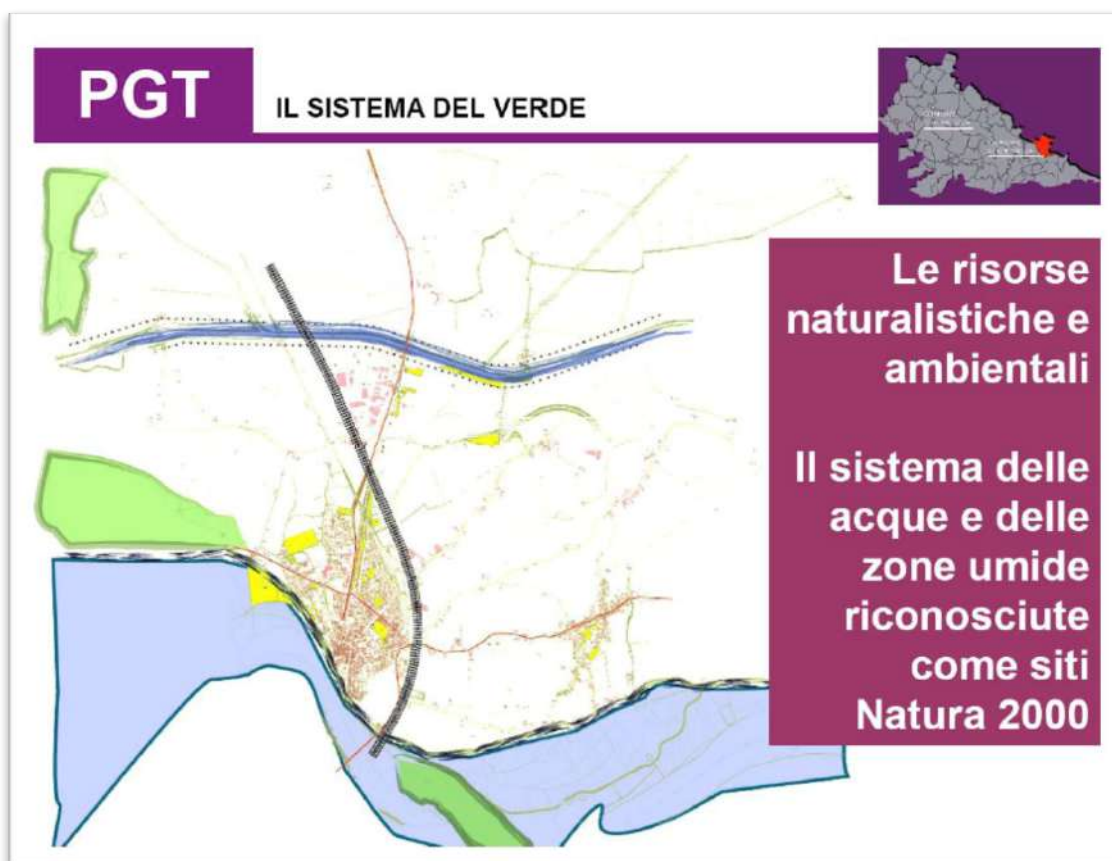 PGT
IL SISTEMA DEL VERDE
Le risorse
naturalistiche e
ambientali
Il sistema delle
acque e delle
zone umide
riconosciute
come siti
Natura 2000